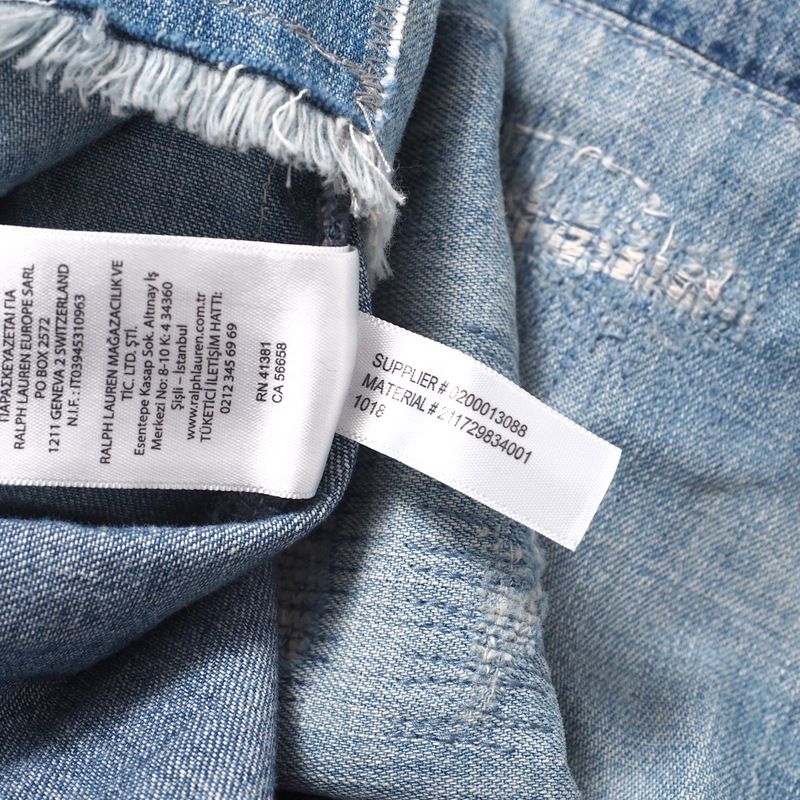 ΠΑΡΑΣΚΕΥΑΖΕΤΑΙ ΓΙΑ
RALPH LAUREN EUROPE SARL
PO BOX 2572
1211 GENEVA 2 SWITZERLAND
N.I.F.: IT03945310963
RALPH LAUREN MAĞAZACILIK VE
TİC. LTD. ŞTİ.
Esentepe Kasap Sok. Altınay İş
Merkezi No: 8-10 K: 4 34360
Şişli – İstanbul
www.ralphlauren.com.tr
TÜKETİCİ İLETİŞİM HATTI:
0212 345 69 69
RN 41381
CA 56658
SUPPLIER # 0200013088
MATERIAL # 211729834001
1018